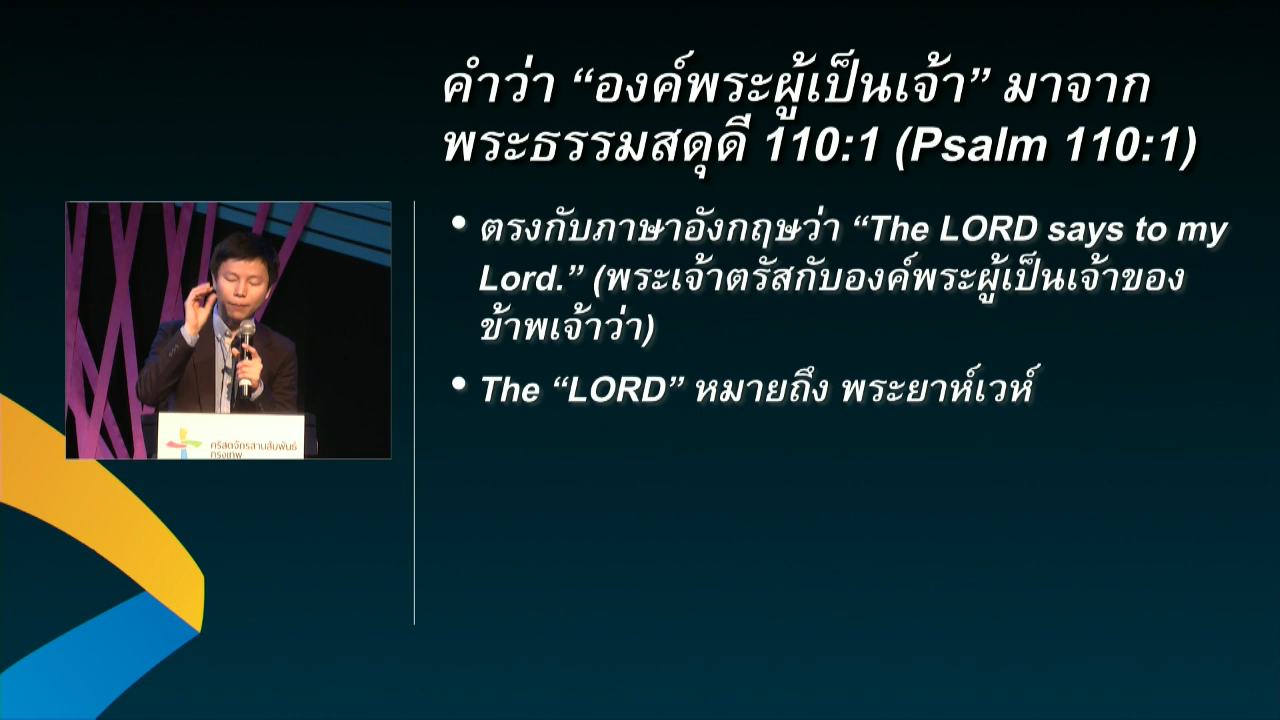 คำว่า “องค์พระผู้เป็นเจ้า” มาจาก
พระธรรมสดุดี 110:1 (Psalm 110:1)
• ตรงกับภาษาอังกฤษว่า “The LORD says to my
Lord.” (พระเจ้าตรัสกับองค์พระผู้เป็นเจ้าของ
ข้าพเจ้าว่า)
• The “LORD” หมายถึง พระยาห์เวห์
คริสตจักรสานสัมพันธ์
กรุงเทพ